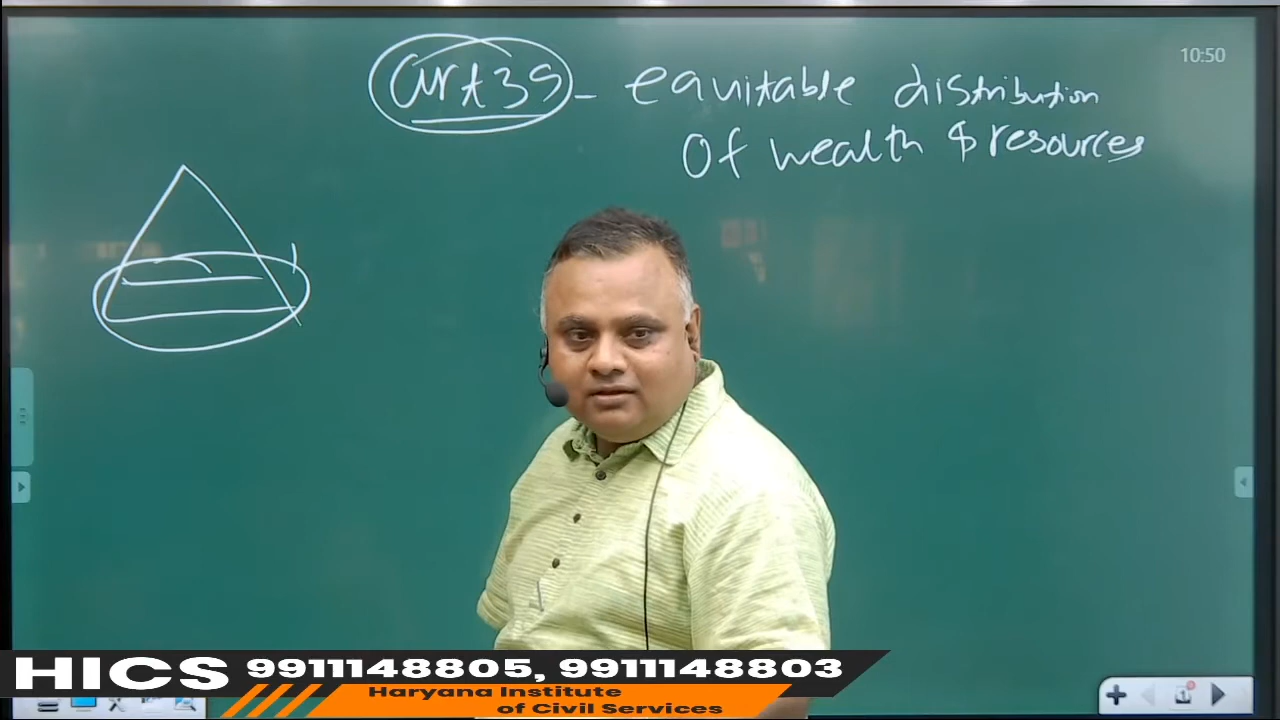 Art 39 - equitable distribution
of wealth & resources
10:50
HICS 9911148805, 9911148803
Haryana Institute
of Civil Services